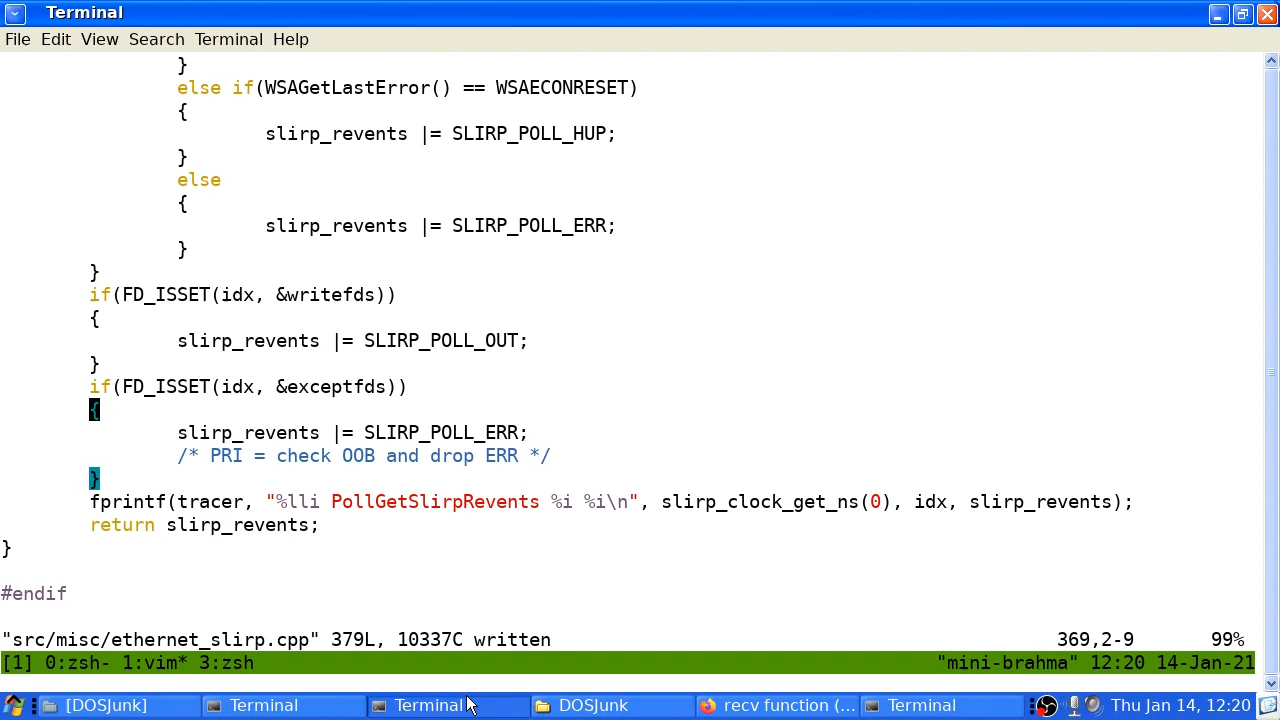 Terminal
File Edit View Search Terminal Help
}
else if(WSAGetLastError() == WSAECONRESET)
{
slirp_revents |= SLIRP_POLL_HUP;
}
else
{
slirp_revents |= SLIRP_POLL_ERR;
}
}
if(FD_ISSET(idx, &writefds))
{
slirp_revents |= SLIRP_POLL_OUT;
}
if(FD_ISSET(idx, &exceptfds))
{
slirp_revents |= SLIRP_POLL_ERR;
/* PRI = check OOB and drop ERR */
}
fprintf(tracer, "%lli PollGetSlirpRevents %i %i\n", slirp_clock_get_ns(0), idx, slirp_revents);
return slirp_revents;
}
#endif
"src/misc/ethernet_slirp.cpp" 379L, 10337C written 369,2-9 99%
[1] 0:zsh- 1:vim* 3:zsh "mini-brahma" 12:20 14-Jan-21
[DOSJunk] Terminal Terminal DOSJunk recv function (... Terminal Thu Jan 14, 12:20